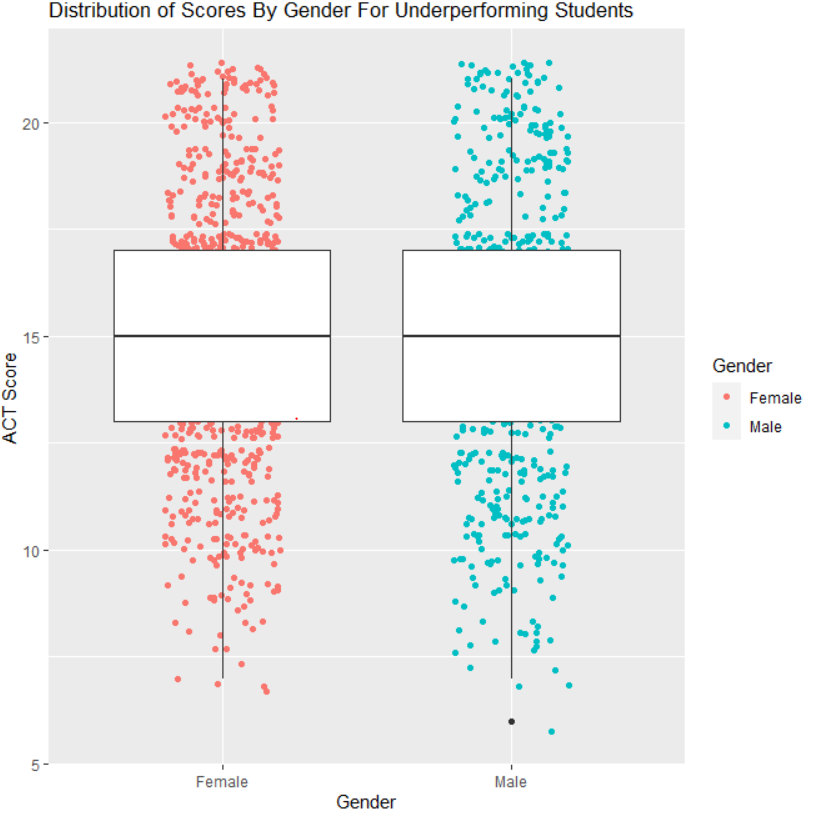 Distribution of Scores By Gender For Underperforming Students
ACT Score
20
15
10
5
Female
Male
Gender
Gender
Female
Male